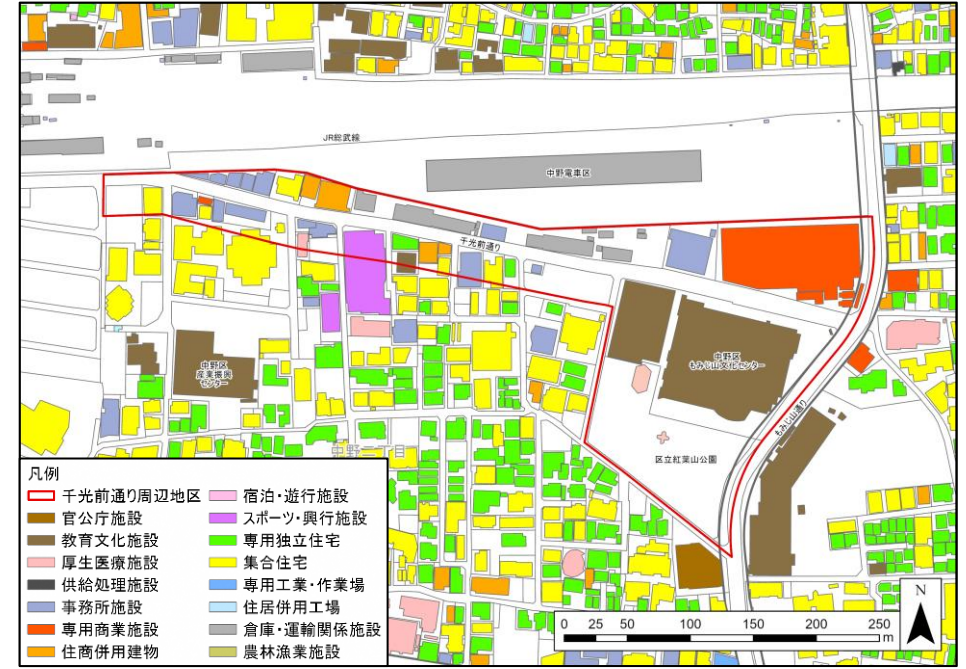 JR総武線
中野電車区
千光前通り
中野区
もみじ山文化センター
中野区
産業振興
センター
もみじ山通り
区立紅葉山公園
中野二丁目
凡例
千光前通り周辺地区
宿泊・遊行施設
官公庁施設
スポーツ・興行施設
教育文化施設
専用独立住宅
厚生医療施設
集合住宅
供給処理施設
専用工業・作業場
事務所施設
住居併用工場
専用商業施設
倉庫・運輸関係施設
住商併用建物
農林漁業施設
N
0 25 50 100 150 200 250
m